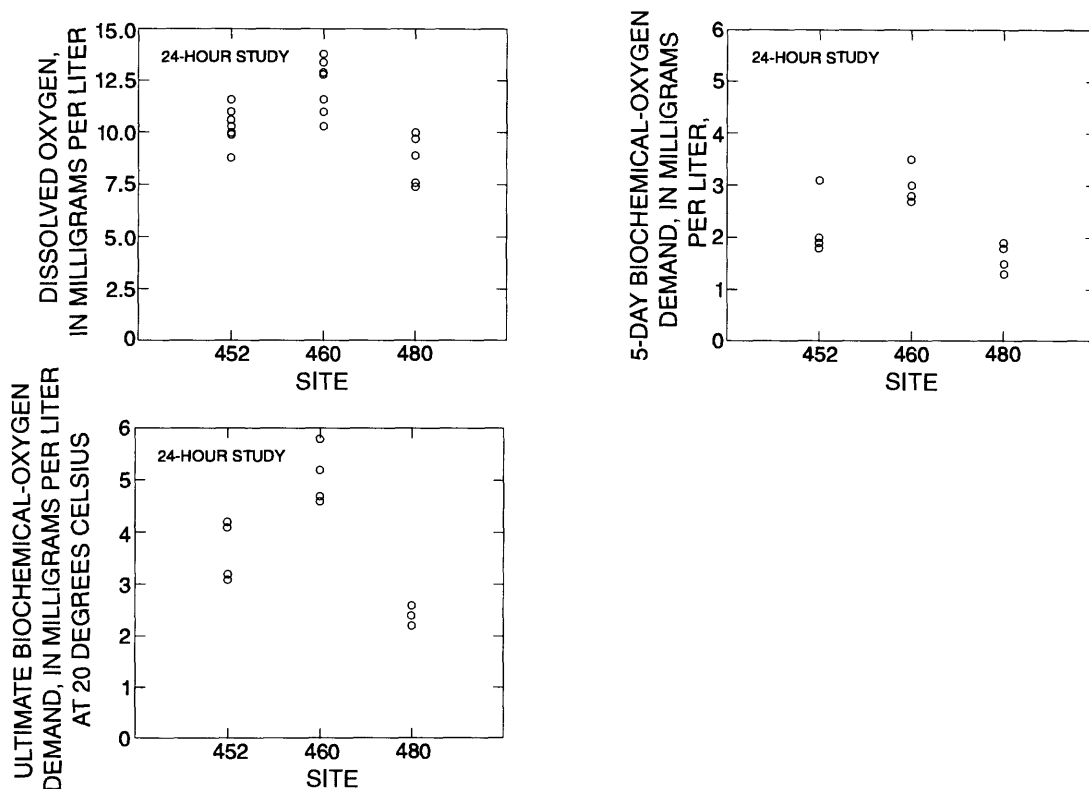 DISSOLVED OXYGEN,
IN MILLIGRAMS PER LITER
15.0
12.5
10.0
7.5
5.0
2.5
0
24-HOUR STUDY
452 460 480
SITE
5-DAY BIOCHEMICAL-OXYGEN
DEMAND, IN MILLIGRAMS
PER LITER,
6
5
4
3
2
1
0
24-HOUR STUDY
452 460 480
SITE
ULTIMATE BIOCHEMICAL-OXYGEN
DEMAND, IN MILLIGRAMS PER LITER
AT 20 DEGREES CELSIUS
6
5
4
3
2
1
0
24-HOUR STUDY
452 460 480
SITE